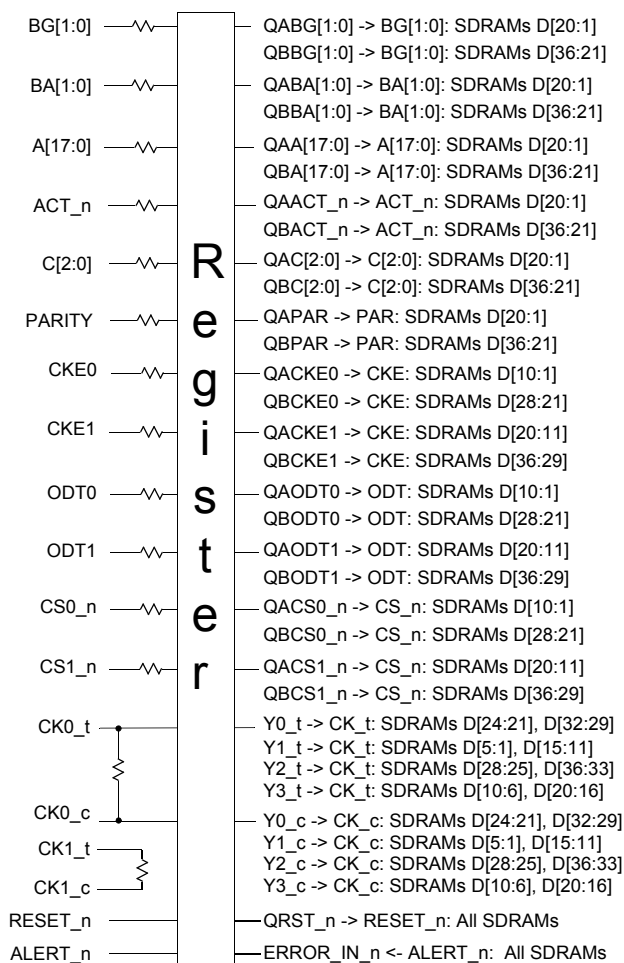 BG[1:0]
QABG[1:0] -> BG[1:0]: SDRAMs D[20:1]
QBBG[1:0] -> BG[1:0]: SDRAMs D[36:21]
BA[1:0]
QABA[1:0] -> BA[1:0]: SDRAMs D[20:1]
QBBA[1:0] -> BA[1:0]: SDRAMs D[36:21]
A[17:0]
QAA[17:0] -> A[17:0]: SDRAMs D[20:1]
QBA[17:0] -> A[17:0]: SDRAMs D[36:21]
ACT_n
QAACT_n -> ACT_n: SDRAMs D[20:1]
QBACT_n -> ACT_n: SDRAMs D[36:21]
C[2:0]
QAC[2:0] -> C[2:0]: SDRAMs D[20:1]
QBC[2:0] -> C[2:0]: SDRAMs D[36:21]
PARITY
QAPAR -> PAR: SDRAMs D[20:1]
QBPAR -> PAR: SDRAMs D[36:21]
CKE0
QACKE0 -> CKE: SDRAMs D[10:1]
QBCKE0 -> CKE: SDRAMs D[28:21]
CKE1
QACKE1 -> CKE: SDRAMs D[20:11]
QBCKE1 -> CKE: SDRAMs D[36:29]
ODT0
QAODT0 -> ODT: SDRAMs D[10:1]
QBODT0 -> ODT: SDRAMs D[28:21]
ODT1
QAODT1 -> ODT: SDRAMs D[20:11]
QBODT1 -> ODT: SDRAMs D[36:29]
CS0_n
QACS0_n -> CS_n: SDRAMs D[10:1]
QBCS0_n -> CS_n: SDRAMs D[28:21]
CS1_n
QACS1_n -> CS_n: SDRAMs D[20:11]
QBCS1_n -> CS_n: SDRAMs D[36:29]
CK0_t
Y0_t -> CK_t: SDRAMs D[24:21], D[32:29]
Y1_t -> CK_t: SDRAMs D[5:1], D[15:11]
Y2_t -> CK_t: SDRAMs D[28:25], D[36:33]
Y3_t -> CK_t: SDRAMs D[10:6], D[20:16]
CK0_c
Y0_c -> CK_c: SDRAMs D[24:21], D[32:29]
Y1_c -> CK_c: SDRAMs D[5:1], D[15:11]
Y2_c -> CK_c: SDRAMs D[28:25], D[36:33]
Y3_c -> CK_c: SDRAMs D[10:6], D[20:16]
CK1_t
CK1_c
RESET_n
QRST_n -> RESET_n: All SDRAMs
ALERT_n
ERROR_IN_n <- ALERT_n: All SDRAMs
Register